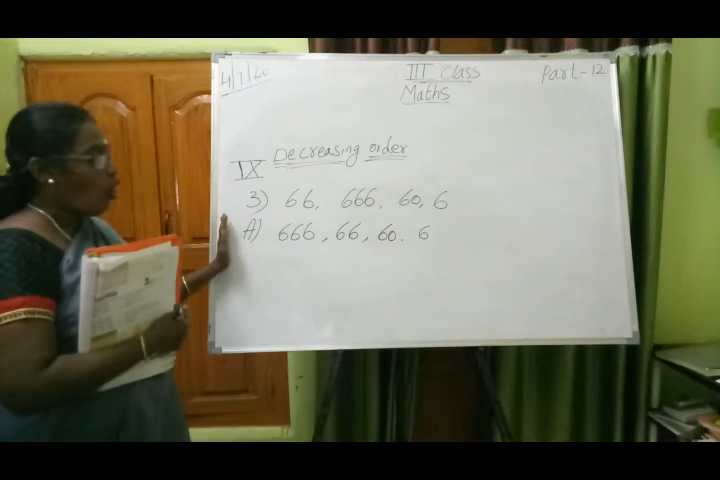 4/7/20 III Class Part-12
Maths
IX Decreasing order
3) 66, 666, 60, 6
A) 666, 66, 60, 6